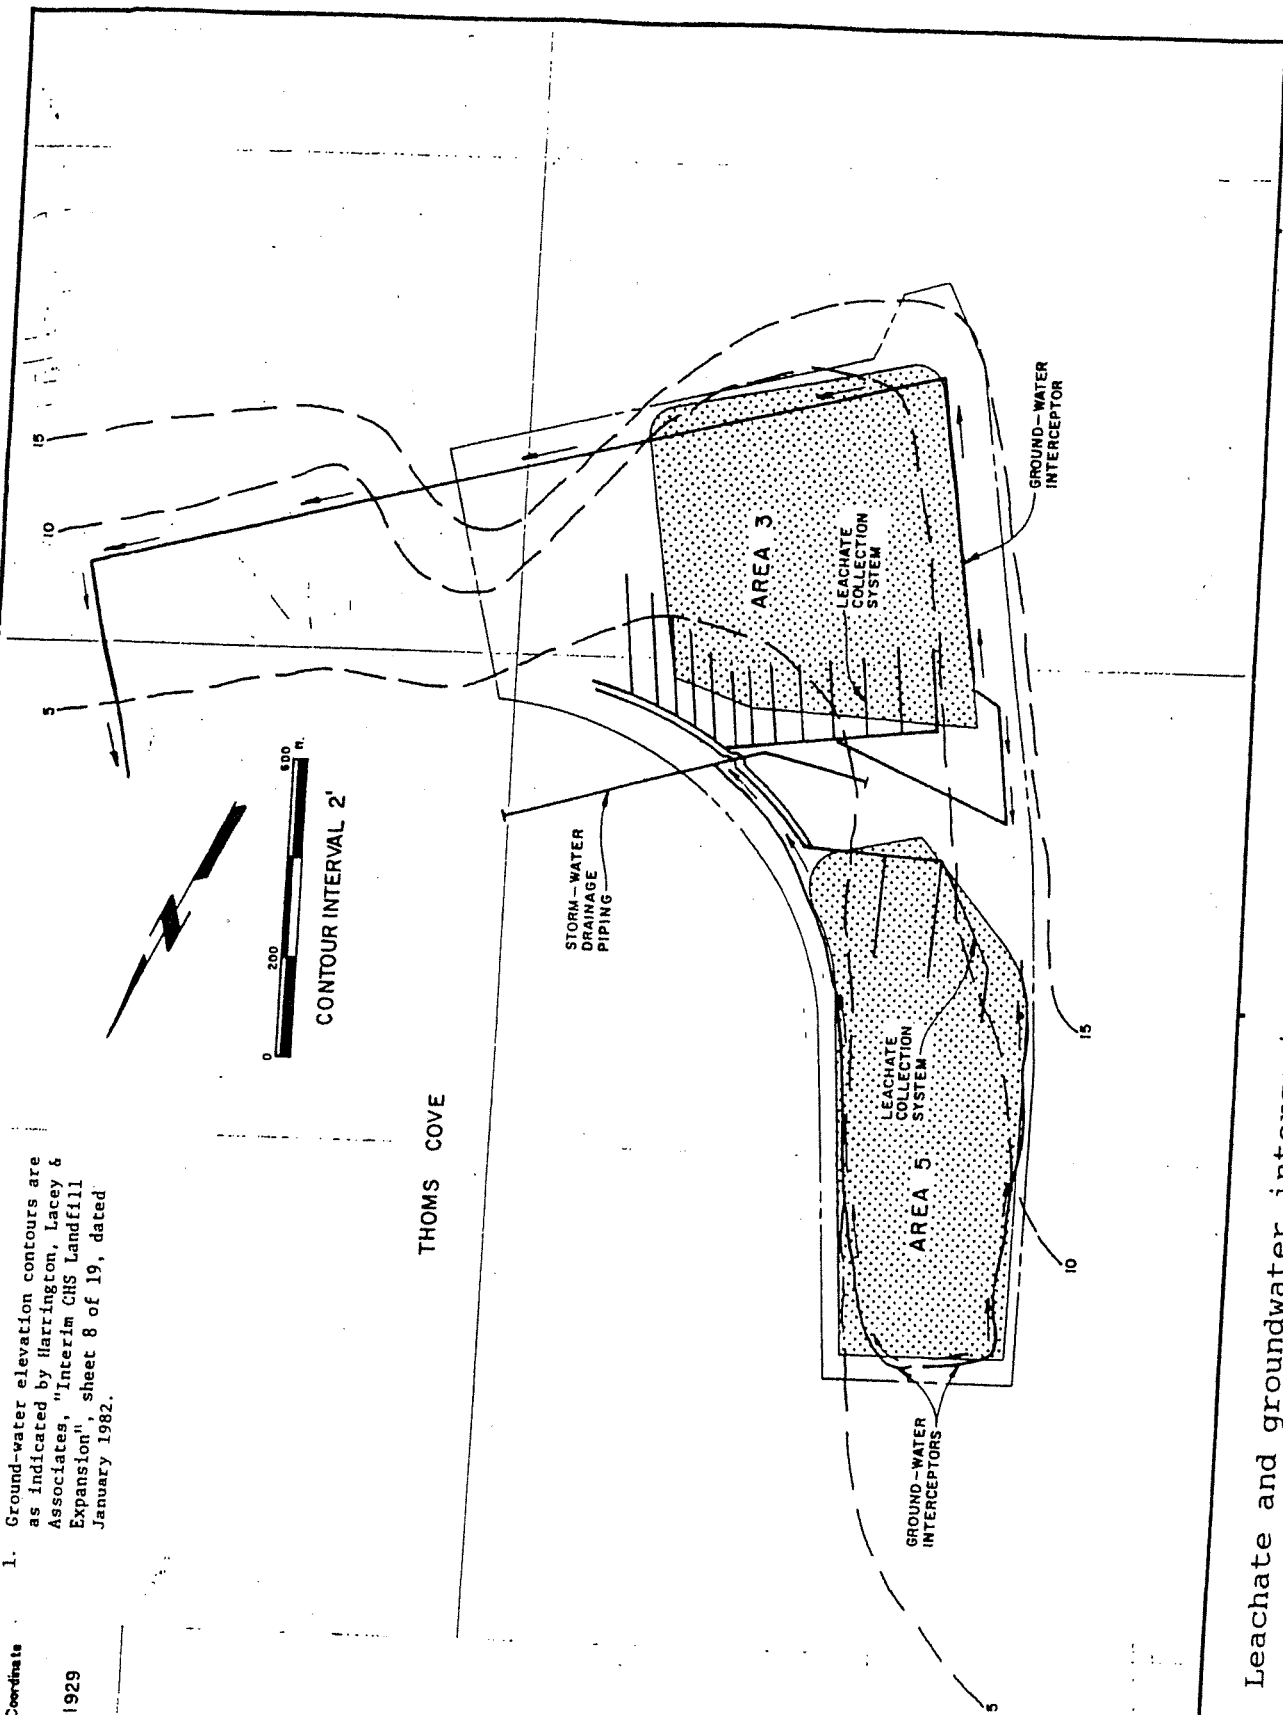 Coordinate
1929
1. Ground-water elevation contours are
as indicated by Harrington, Lacey &
Associates, "Interim CHS Landfill
Expansion", sheet 8 of 19, dated
January 1982.
0 200 600 ft.
CONTOUR INTERVAL 2'
THOMS COVE
5
10
15
STORM-WATER
DRAINAGE
PIPING
AREA 3
LEACHATE
COLLECTION
SYSTEM
GROUND-WATER
INTERCEPTOR
LEACHATE
COLLECTION
SYSTEM
AREA 5
GROUND-WATER
INTERCEPTORS
5
10
15
Leachate and groundwater